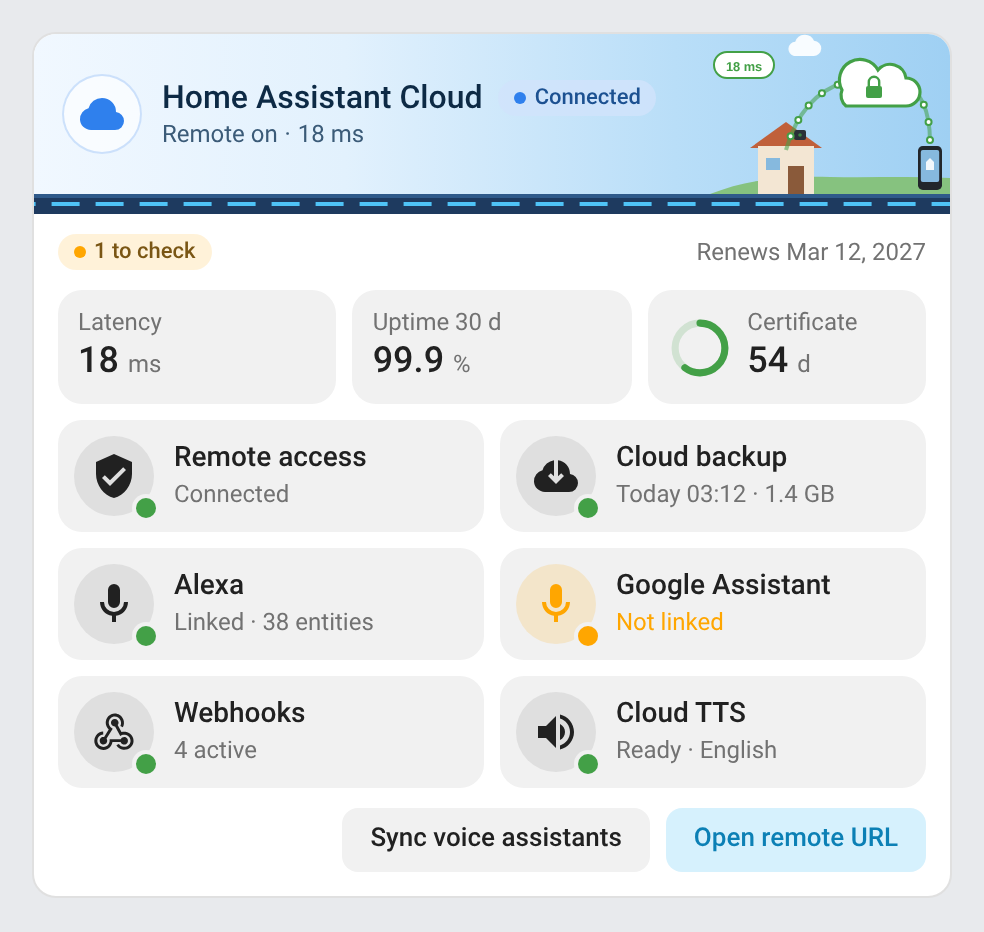 Home Assistant Cloud
Connected
Remote on · 18 ms
18 ms
1 to check
Renews Mar 12, 2027
Latency
18 ms
Uptime 30 d
99.9 %
Certificate
54 d
Remote access
Connected
Cloud backup
Today 03:12 · 1.4 GB
Alexa
Linked · 38 entities
Google Assistant
Not linked
Webhooks
4 active
Cloud TTS
Ready · English
Sync voice assistants
Open remote URL